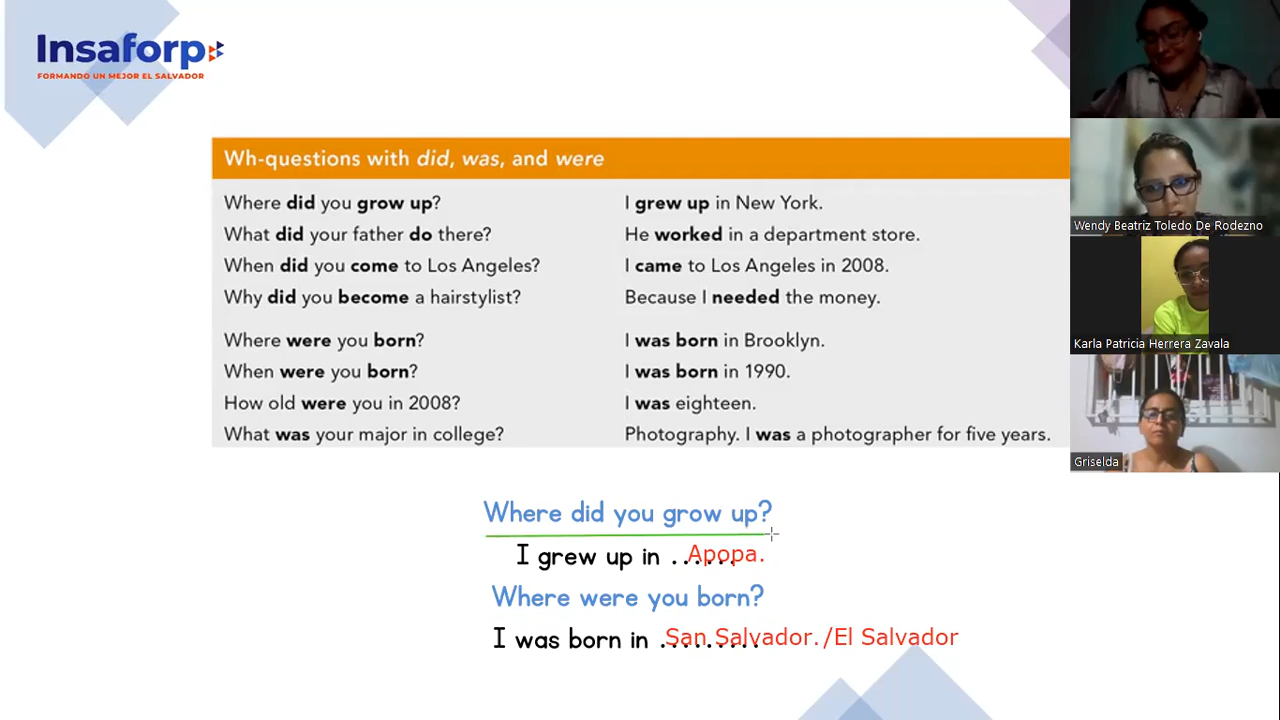 Insaforp
FORMANDO UN MEJOR EL SALVADOR
Wh-questions with did, was, and were
Where did you grow up? I grew up in New York.
What did your father do there? He worked in a department store.
When did you come to Los Angeles? I came to Los Angeles in 2008.
Why did you become a hairstylist? Because I needed the money.
Where were you born? I was born in Brooklyn.
When were you born? I was born in 1990.
How old were you in 2008? I was eighteen.
What was your major in college? Photography. I was a photographer for five years.
Where did you grow up?
I grew up in ...... Apopa.
Where were you born?
I was born in ......... San Salvador./El Salvador
Wendy Beatriz Toledo De Rodezno
Karla Patricia Herrera Zavala
Griselda